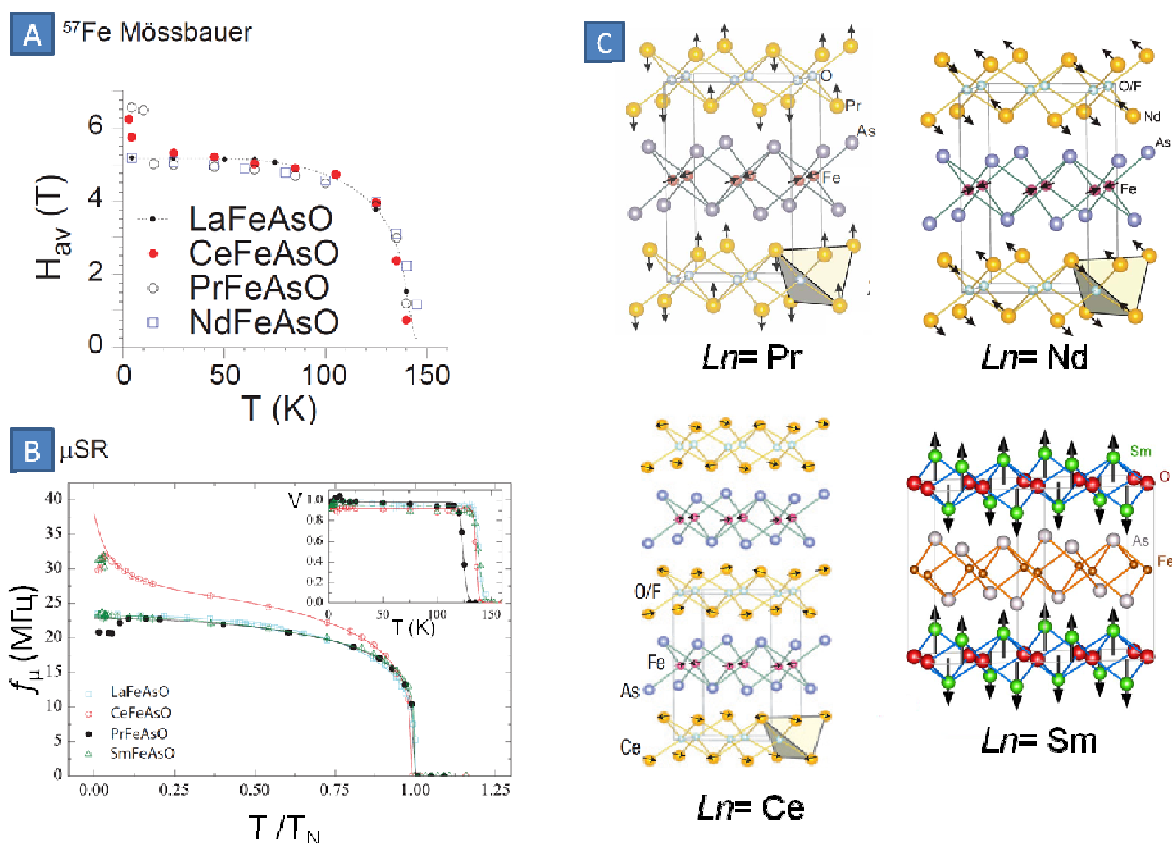 A
⁵⁷Fe Mössbauer
6
4
2
0
Hav (T)
LaFeAsO
CeFeAsO
PrFeAsO
NdFeAsO
0 50 100 150
T (K)
B
μSR
40
35
30
25
20
15
10
5
0
fμ (МГц)
V
1.0
0.8
0.6
0.4
0.2
0.0
0 50 100 150
T (K)
LaFeAsO
CeFeAsO
PrFeAsO
SmFeAsO
0.00 0.25 0.50 0.75 1.00 1.25
T /TN
C
O
Pr
As
Fe
Ln= Pr
O/F
Nd
As
Fe
Ln= Nd
O/F
Fe
As
Ce
Ln= Ce
Sm
O
As
Fe
Ln= Sm